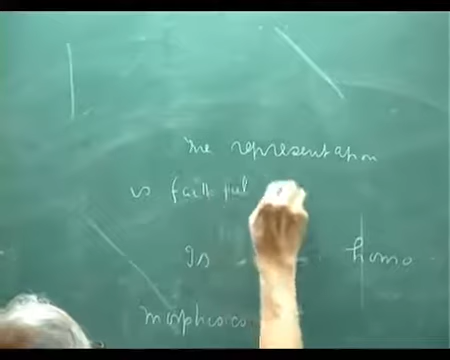 The representation
is faithful
Is homo
morphic